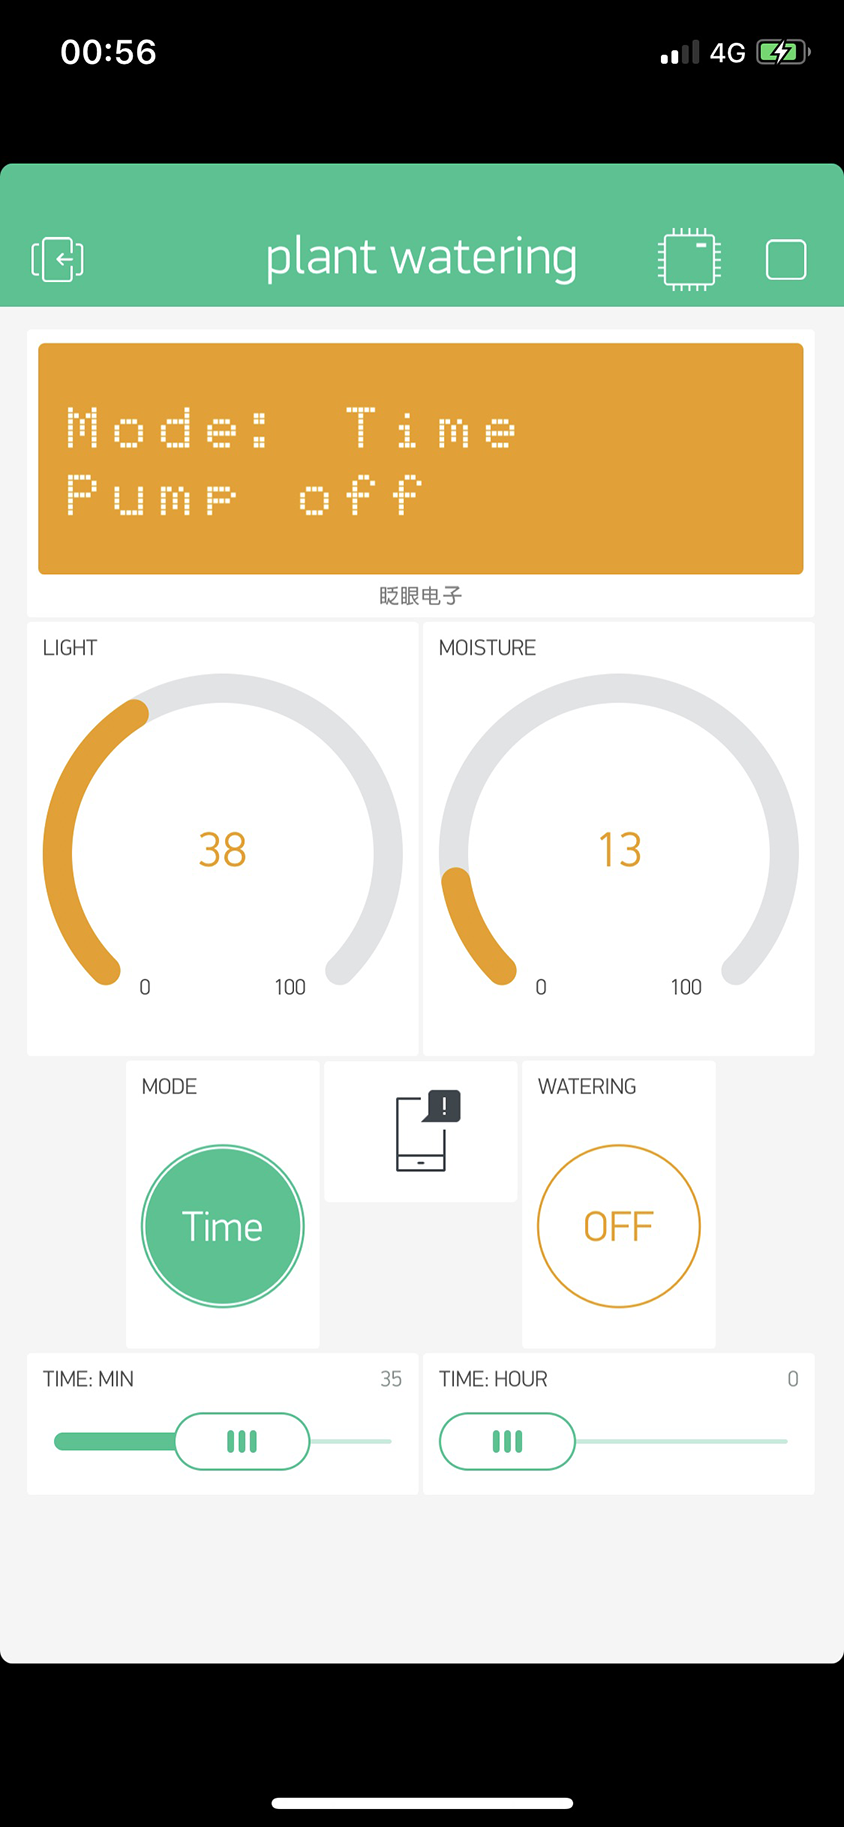 00:56 4G
plant watering
Mode: Time
Pump off
眨眼电子
LIGHT
38
0 100
MOISTURE
13
0 100
MODE
Time
!
WATERING
OFF
TIME: MIN 35
TIME: HOUR 0